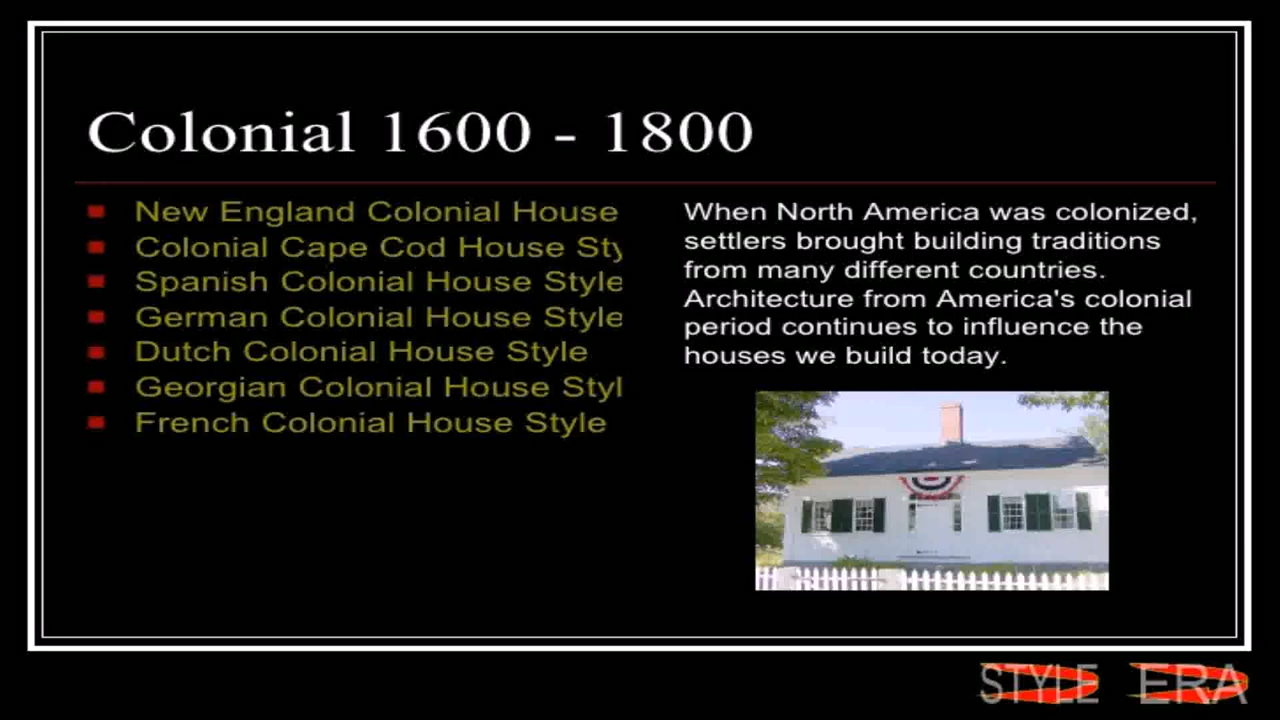 Colonial 1600 - 1800
New England Colonial House
Colonial Cape Cod House Sty
Spanish Colonial House Style
German Colonial House Style
Dutch Colonial House Style
Georgian Colonial House Styl
French Colonial House Style
When North America was colonized,
settlers brought building traditions
from many different countries.
Architecture from America's colonial
period continues to influence the
houses we build today.
STYLE ERA